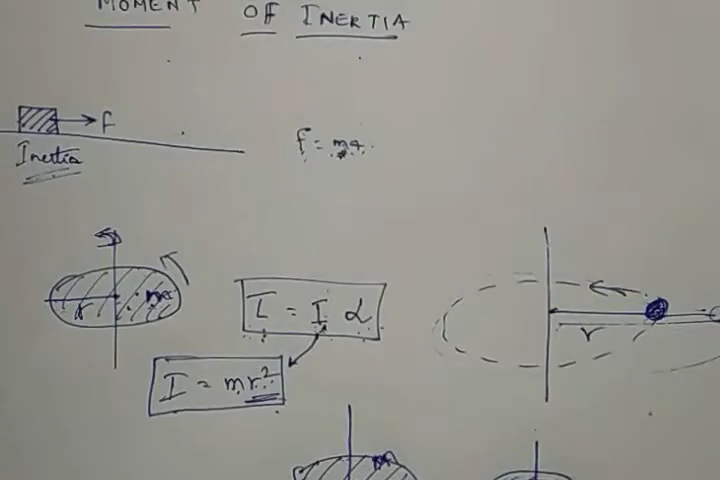 MOMENT OF INERTIA
F
Inertia
f = ma
r
m
τ = I α
r
I = mr²